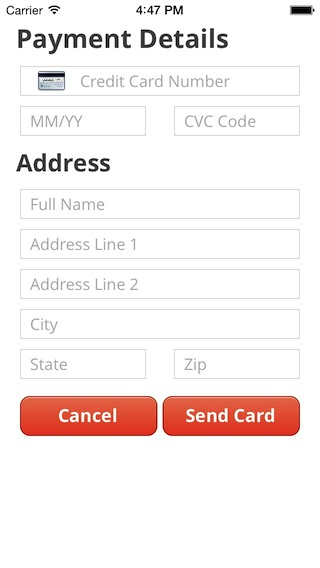 Carrier 4:47 PM
Payment Details
Credit Card Number
MM/YY CVC Code
Address
Full Name
Address Line 1
Address Line 2
City
State Zip
Cancel Send Card